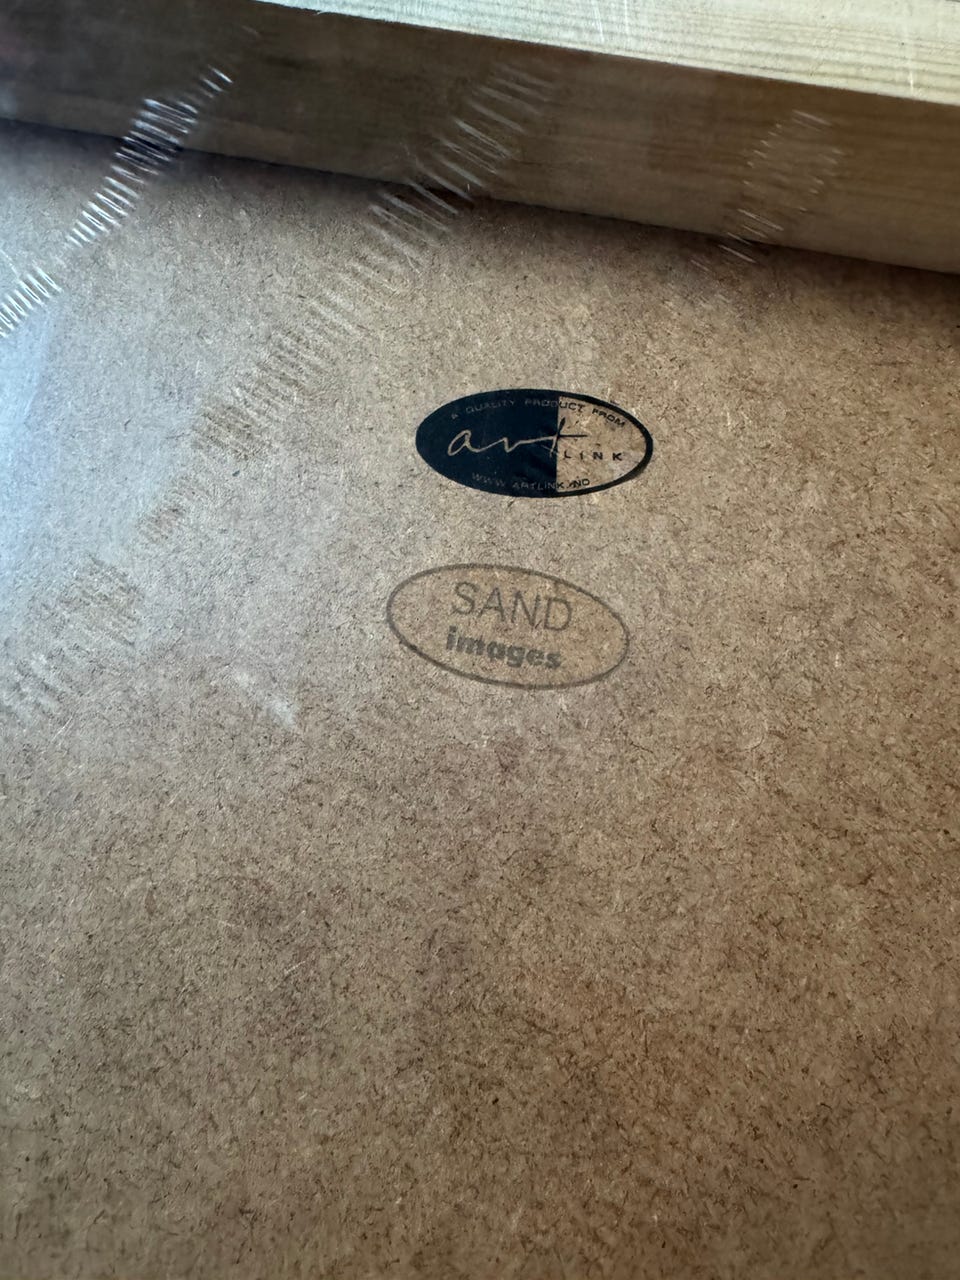 A QUALITY PRODUCT FROM
art
LINK
WWW.ARTLINK.NO
SAND
images